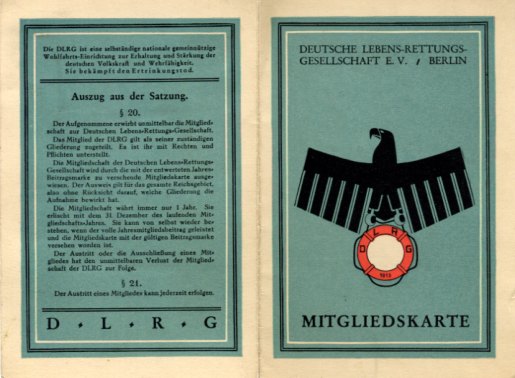 Die DLRG ist eine selbständige nationale gemeinnützige
Wohlfahrts-Einrichtung zur Erhaltung und Stärkung der
deutschen Volkskraft und Wehrfähigkeit.
Sie bekämpft den Ertrinkungstod.
Auszug aus der Satzung.
§ 20.
Der Aufgenommene erwirbt unmittelbar die Mitglied-
schaft zur Deutschen Lebens-Rettungs-Gesellschaft.
Das Mitglied der DLRG gilt als seiner zuständigen
Gliederung zugeteilt. Es ist ihr mit Rechten und
Pflichten unterstellt.
Die Mitgliedschaft der Deutschen Lebens-Rettungs-
Gesellschaft wird durch die mit der entwerteten Jahres-
Beitragsmarke zu versehende Mitgliedskarte ausge-
wiesen. Der Ausweis gilt für das gesamte Reichsgebiet,
also ohne Rücksicht darauf, welche Gliederung die
Aufnahme bewirkt hat.
Die Mitgliedschaft währt immer nur 1 Jahr. Sie
erlischt mit dem 31. Dezember des laufenden Mit-
gliedschafts-Jahres. Sie kann von selbst wieder be-
stehen, wenn der volle Jahresmitgliedsbeitrag geleistet
und die Mitgliedskarte mit der gültigen Beitragsmarke
versehen worden ist.
Der Austritt oder die Ausschließung eines Mit-
gliedes hat den unmittelbaren Verlust der Mitglied-
schaft der DLRG zur Folge.
§ 21.
Der Austritt eines Mitgliedes kann jederzeit erfolgen.
D · L · R · G
DEUTSCHE LEBENS-RETTUNGS-
GESELLSCHAFT E. V. / BERLIN
D L R G
1913
MITGLIEDSKARTE